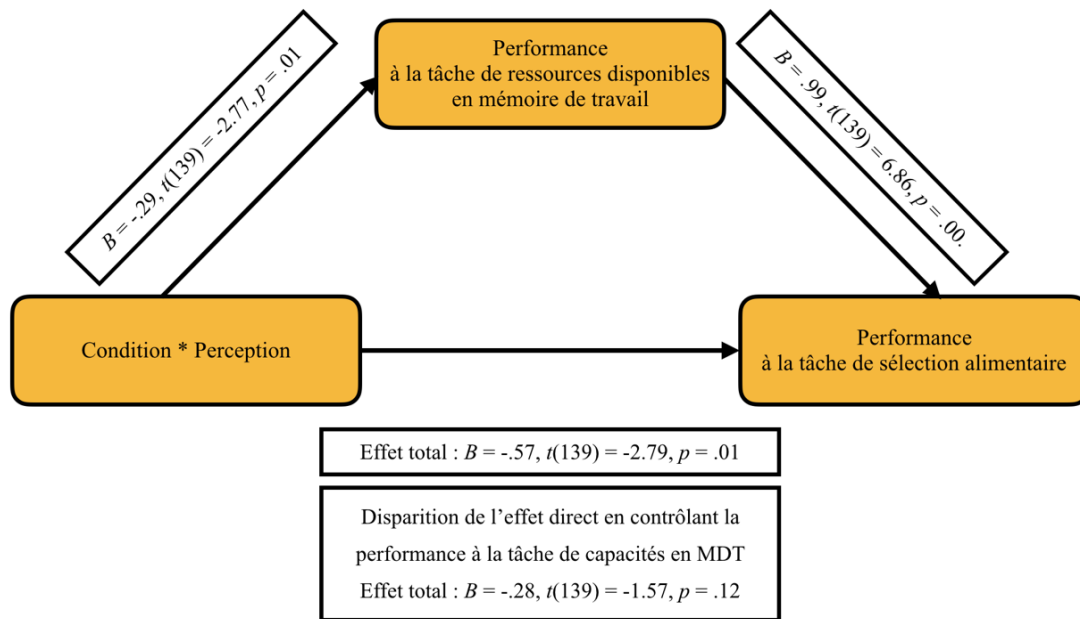 Performance
à la tâche de ressources disponibles
en mémoire de travail
B = -.29, t(139) = -2.77, p = .01
B = .99, t(139) = 6.86, p = .00.
Condition * Perception
Performance
à la tâche de sélection alimentaire
Effet total : B = -.57, t(139) = -2.79, p = .01
Disparition de l’effet direct en contrôlant la
performance à la tâche de capacités en MDT
Effet total : B = -.28, t(139) = -1.57, p = .12